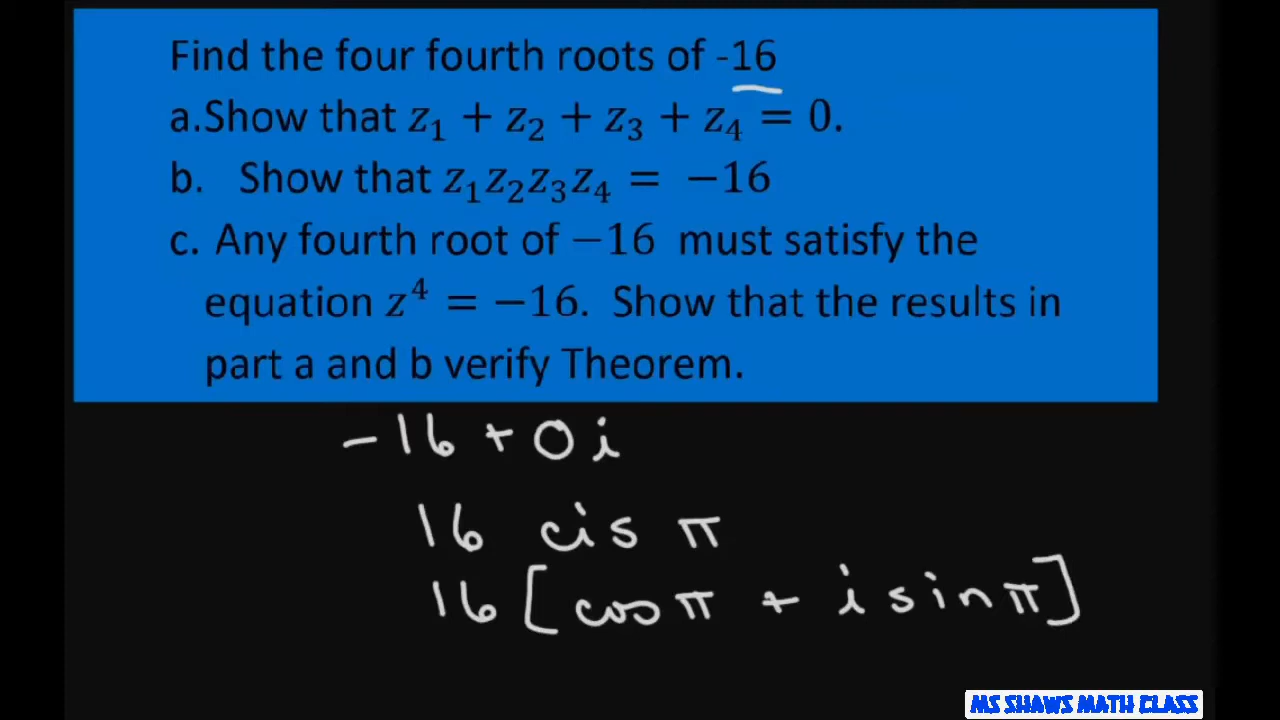 Find the four fourth roots of -16
a.Show that z₁ + z₂ + z₃ + z₄ = 0.
b. Show that z₁z₂z₃z₄ = −16
c. Any fourth root of −16 must satisfy the
equation z⁴ = −16. Show that the results in
part a and b verify Theorem.
-16 + 0i
16 cis π
16 [cos π + i sin π]
MS SHAWS MATH CLASS